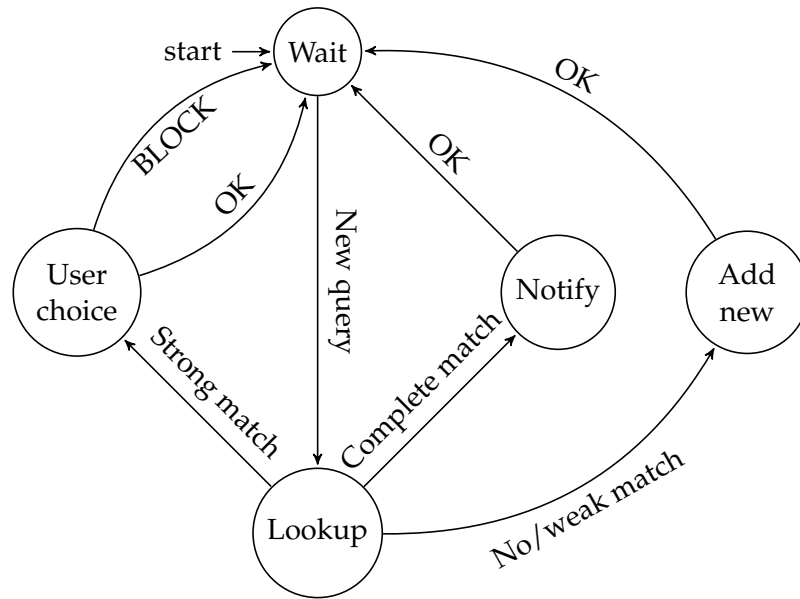 start
Wait
OK
BLOCK
OK
OK
New query
User
choice
Notify
Add
new
Strong match
Complete match
No/weak match
Lookup